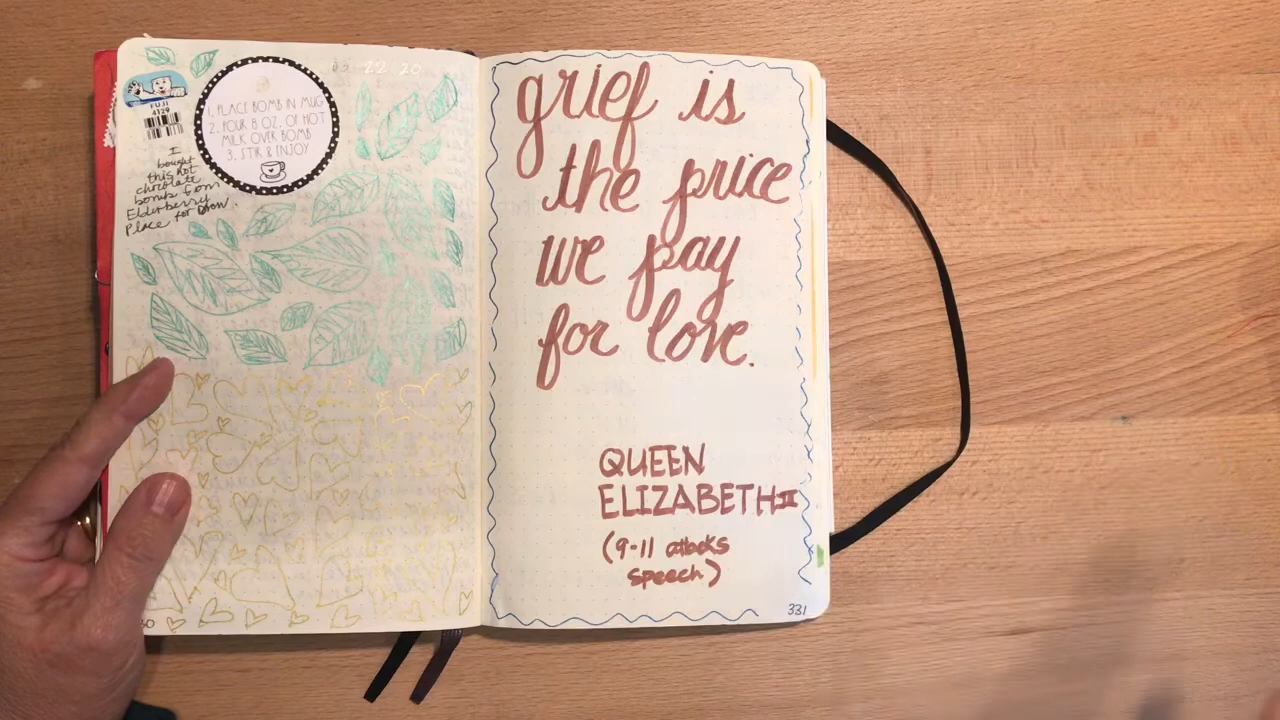 22 20
FUJI
4129
1. PLACE BOMB IN MUG
2. POUR 8 OZ. OF HOT
MILK OVER BOMB
3. STIR & ENJOY
I
bought
this hot
chocolate
bombs from
Elderberry
Place for
grief is
the price
we pay
for love.
QUEEN
ELIZABETH II
(9-11 attacks
speech)
331